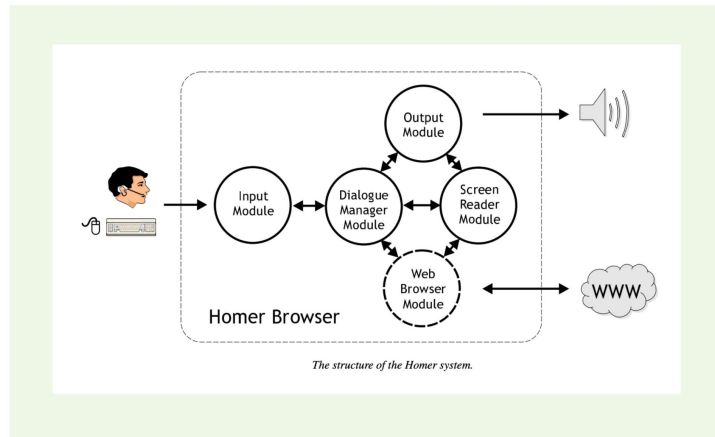 Output
Module
Input
Module
Dialogue
Manager
Module
Screen
Reader
Module
Web
Browser
Module
WWW
Homer Browser
The structure of the Homer system.